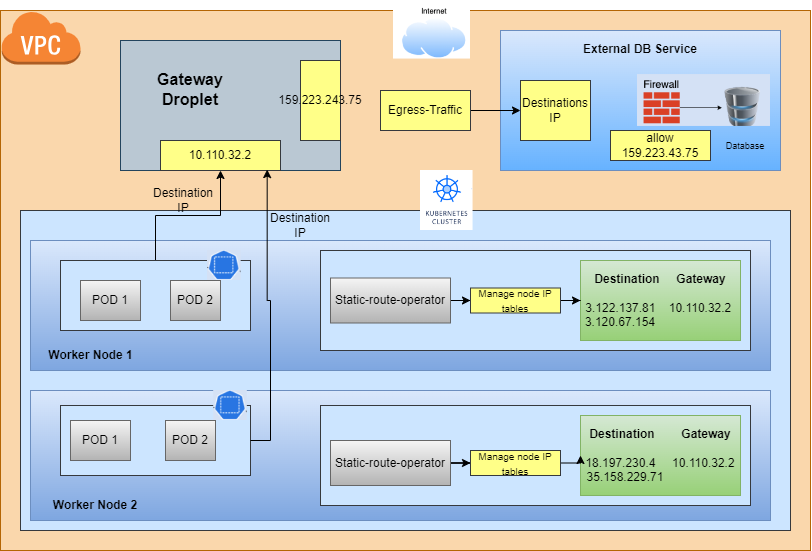 Internet
VPC
Gateway
Droplet
159.223.243.75
10.110.32.2
Egress-Traffic
Destinations
IP
External DB Service
Firewall
allow
159.223.43.75
Database
Destination
IP
Destination
IP
KUBERNETES
CLUSTER
POD 1
POD 2
Worker Node 1
Static-route-operator
Manage node IP
tables
Destination Gateway
3.122.137.81 10.110.32.2
3.120.67.154
POD 1
POD 2
Worker Node 2
Static-route-operator
Manage node IP
tables
Destination Gateway
18.197.230.4 10.110.32.2
35.158.229.71